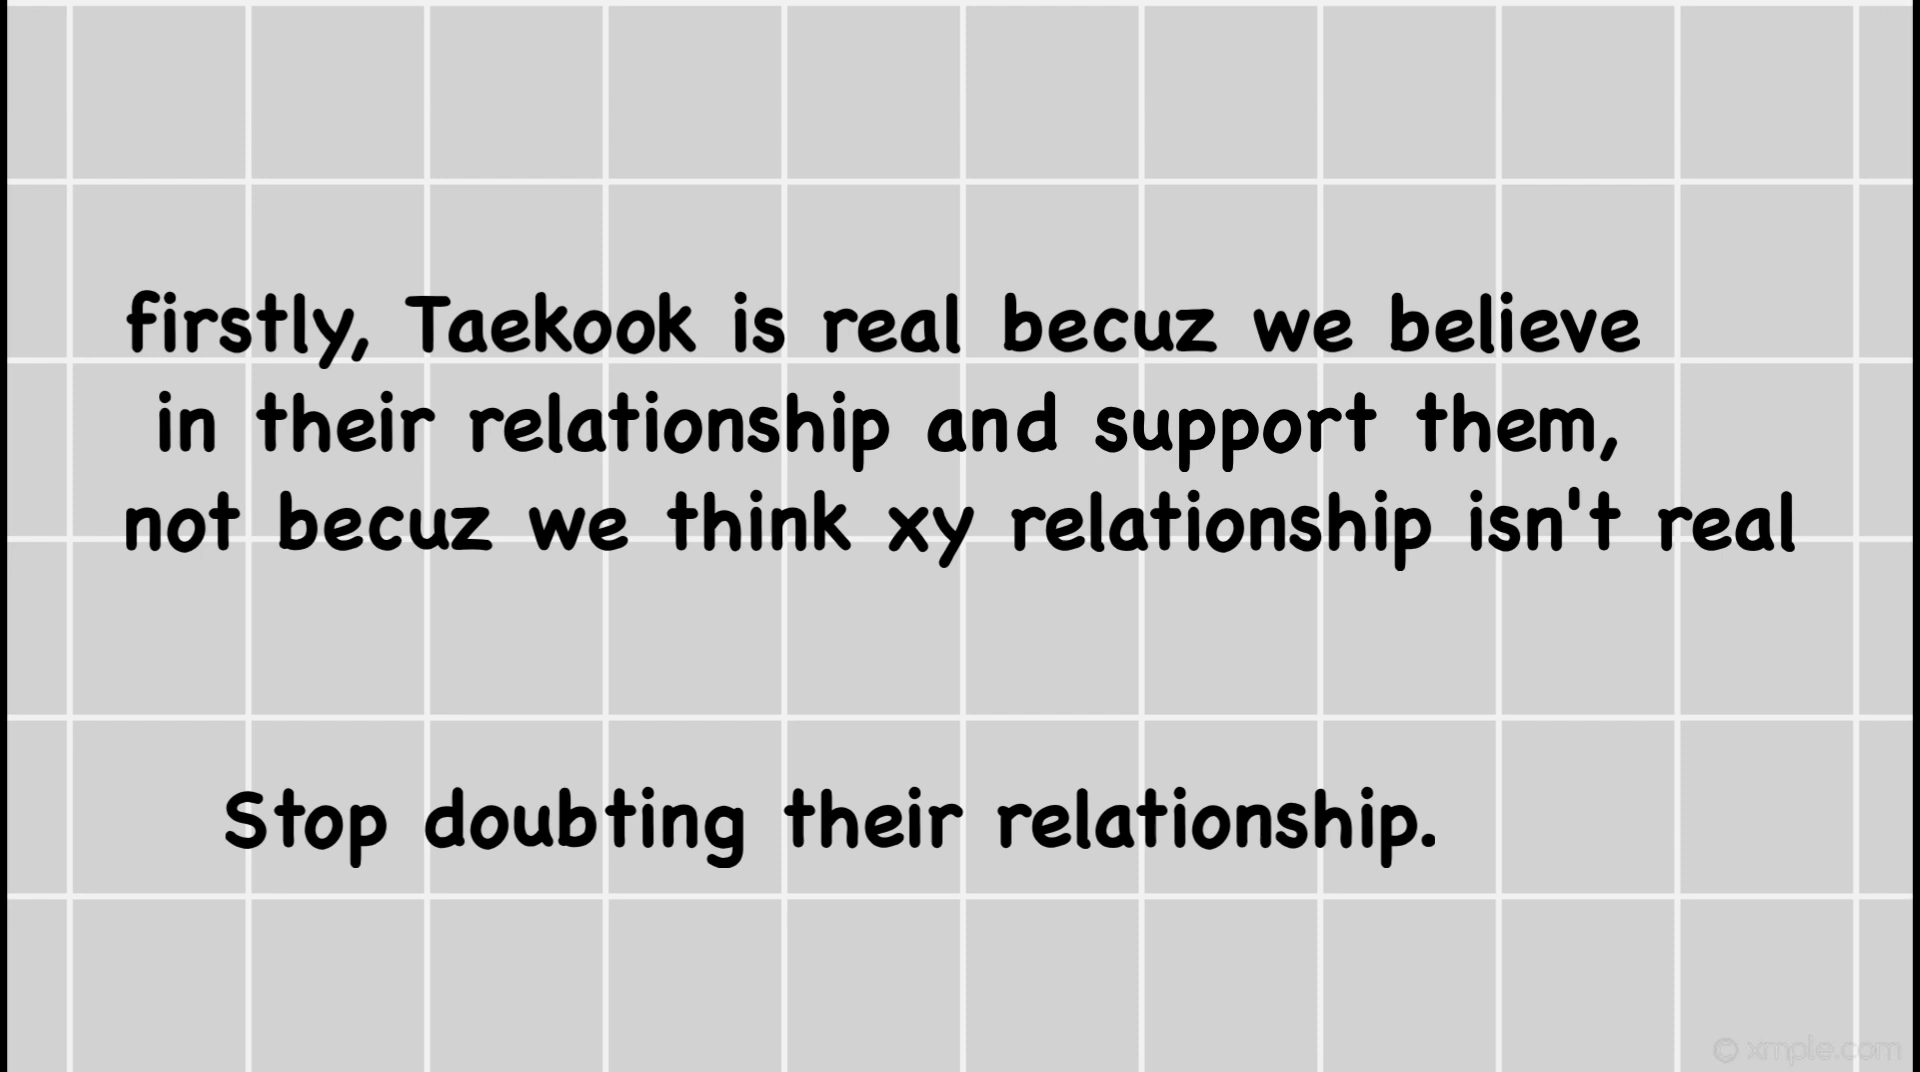 firstly, Taekook is real becuz we believe
in their relationship and support them,
not becuz we think xy relationship isn't real
Stop doubting their relationship.
© xmple.com